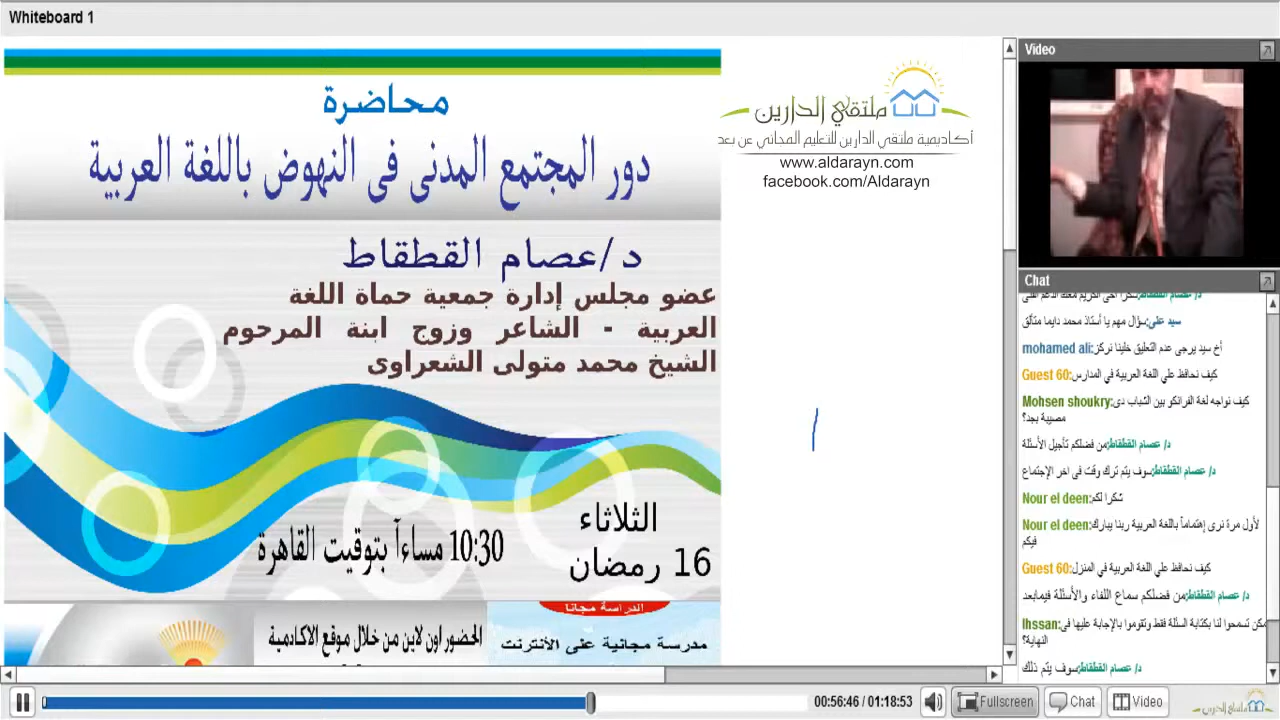 Whiteboard 1
محاضرة
دور المجتمع المدنى فى النهوض باللغة العربية
د/عصام القطقاط
عضو مجلس إدارة جمعية حماة اللغة
العربية - الشاعر وزوج ابنة المرحوم
الشيخ محمد متولى الشعراوى
الثلاثاء
16 رمضان
10:30 مساءآ بتوقيت القاهرة
الدراسة مجانا
مدرسة مجانية على الأنترنت
الحضور اون لاين من خلال موقع الاكادمية
ملتقي الدارين
أكاديمية ملتقي الدارين للتعليم المجاني عن بعد
www.aldarayn.com
facebook.com/Aldarayn
Video
Chat
سيد علي:سؤال مهم يا أستاذ محمد دايما متألق
mohamed ali:أخ سيد يرجى عدم التعليق خلينا نركز
Guest 60:كيف نحافظ علي اللغة العربية في المدارس
Mohsen shoukry:كيف نواجه لغة الفرانكو بين الشباب دى
مصيبة بجد؟
د/ عصام القطقاط:من فضلكم تأجيل الأسئلة
د/ عصام القطقاط:سوف يتم ترك وقت فى اخر الإجتماع
Nour el deen:شكرا لكم
Nour el deen:لأول مرة نرى إهتماماً باللغة العربية ربنا يبارك
فيكم
Guest 60:كيف نحافظ علي اللغة العربية في المنزل
د/ عصام القطقاط:من فضلكم سماع اللقاء والأسئلة فيمابعد
Ihssan:مكن تسمحوا لنا بكتابة السئلة فقط وتقوموا بالإجابة عليها فى
النهاية؟
د/ عصام القطقاط:سوف يتم ذلك
00:56:46 / 01:18:53
Fullscreen
Chat
Video
ملتقي الدارين